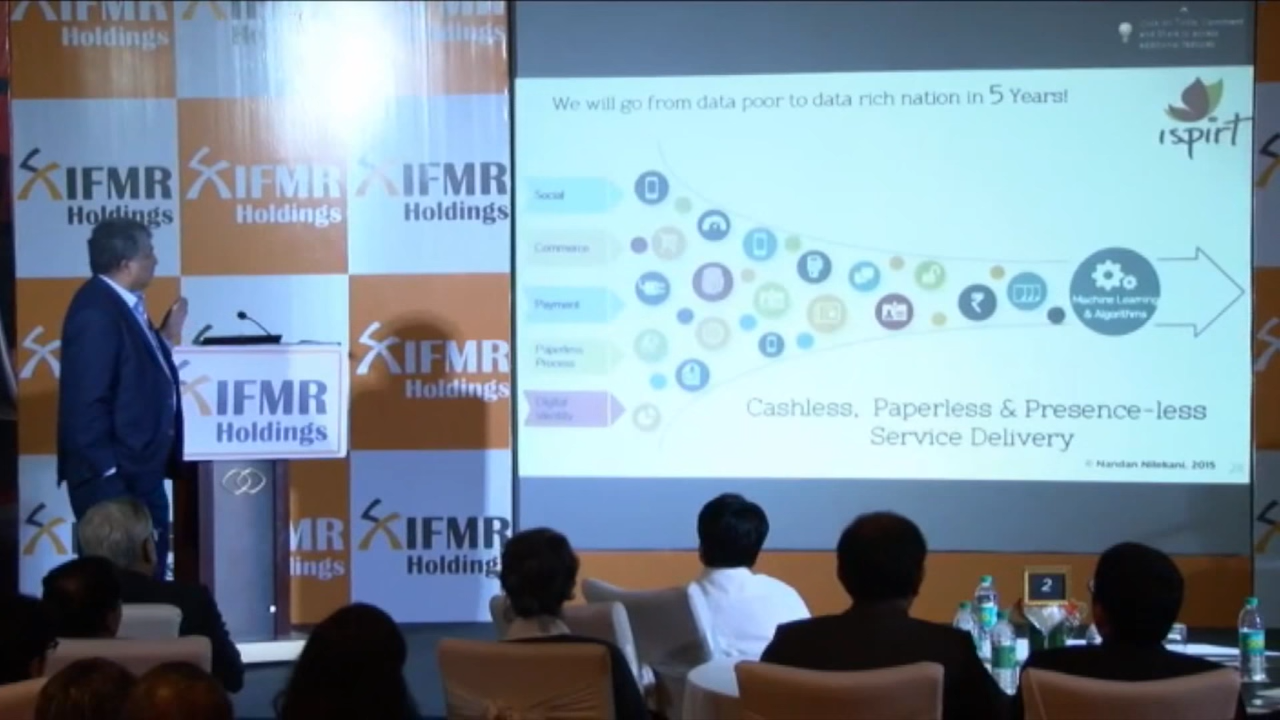 Holdings
Holdings
We will go from data poor to data rich nation in 5 Years!
ispirt
IFMR
Holdings
IFMR
Holdings
IFMR
Holdings
Social
Commerce
Payment
Paperless
Process
Digital
Identity
Machine Learning
& Algorithms
IFMR
Holdings
IFMR
Holdings
Cashless, Paperless & Presence-less
Service Delivery
© Nandan Nilekani, 2015
IFMR
Holdings
MR
ings
2